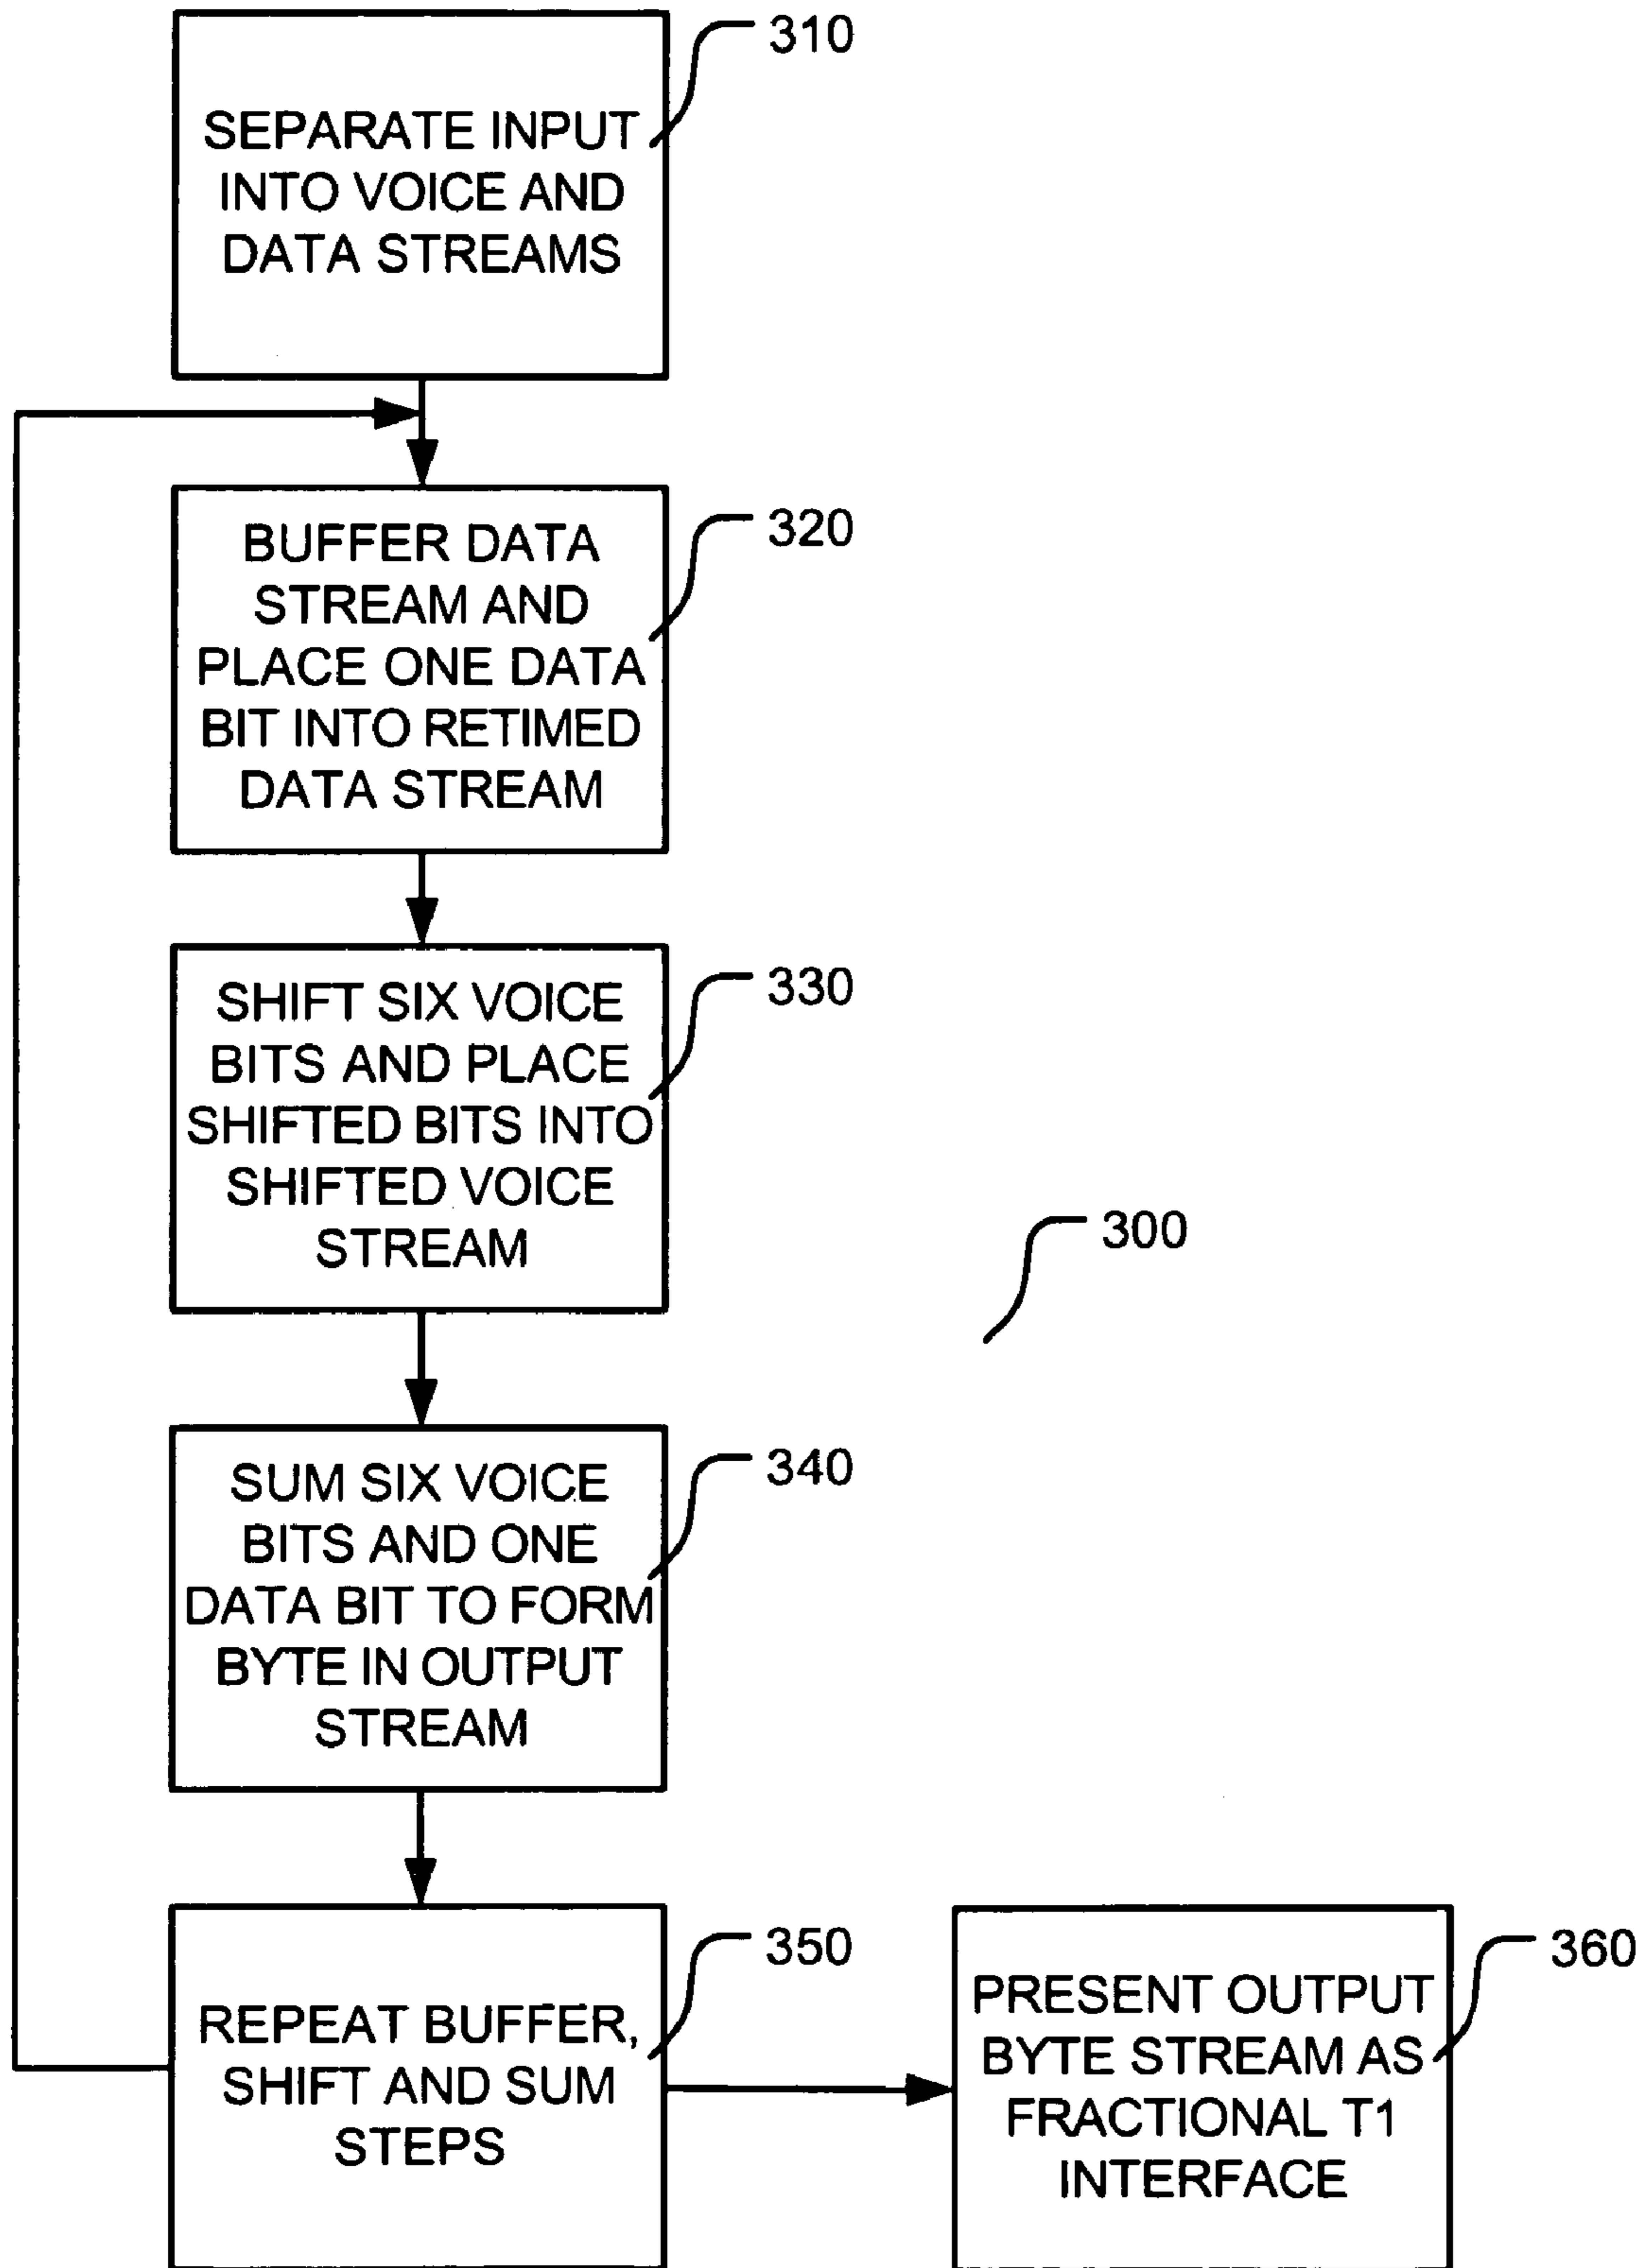 310
SEPARATE INPUT
INTO VOICE AND
DATA STREAMS
320
BUFFER DATA
STREAM AND
PLACE ONE DATA
BIT INTO RETIMED
DATA STREAM
330
SHIFT SIX VOICE
BITS AND PLACE
SHIFTED BITS INTO
SHIFTED VOICE
STREAM
300
340
SUM SIX VOICE
BITS AND ONE
DATA BIT TO FORM
BYTE IN OUTPUT
STREAM
350
REPEAT BUFFER,
SHIFT AND SUM
STEPS
360
PRESENT OUTPUT
BYTE STREAM AS
FRACTIONAL T1
INTERFACE